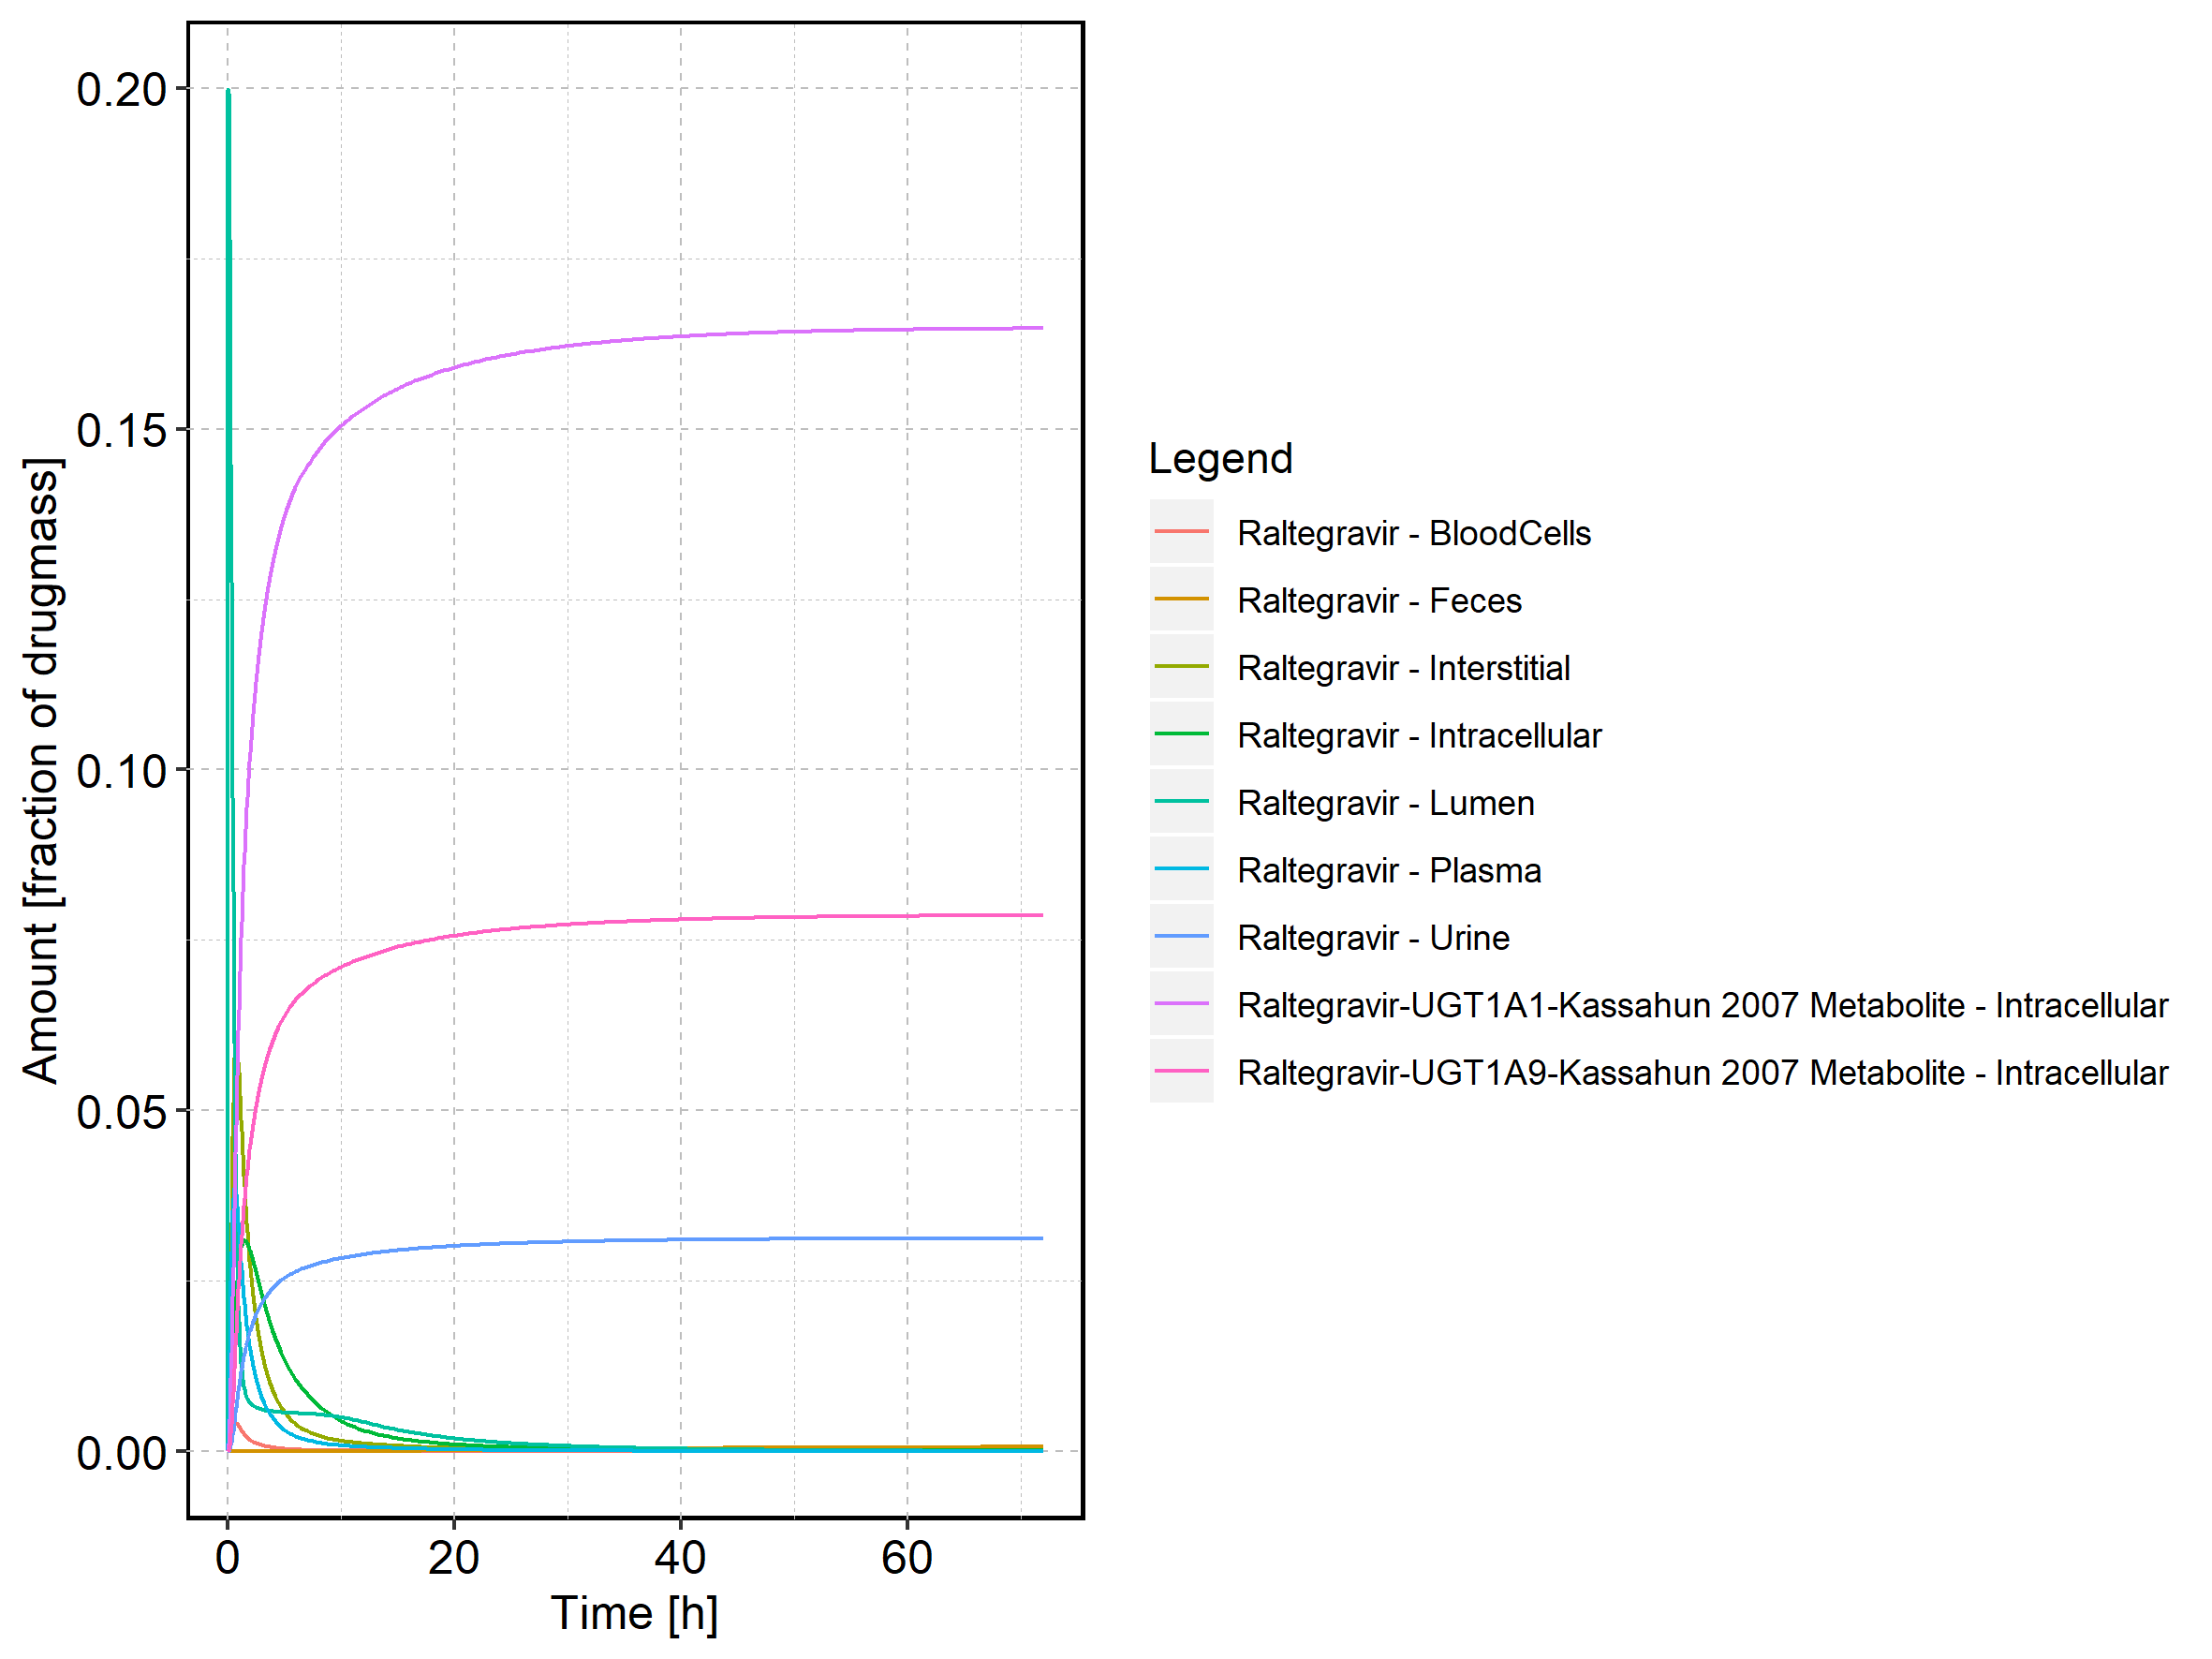 0.20
0.15
0.10
0.05
0.00
Amount [fraction of drugmass]
0 20 40 60
Time [h]
Legend
Raltegravir - BloodCells
Raltegravir - Feces
Raltegravir - Interstitial
Raltegravir - Intracellular
Raltegravir - Lumen
Raltegravir - Plasma
Raltegravir - Urine
Raltegravir-UGT1A1-Kassahun 2007 Metabolite - Intracellular
Raltegravir-UGT1A9-Kassahun 2007 Metabolite - Intracellular